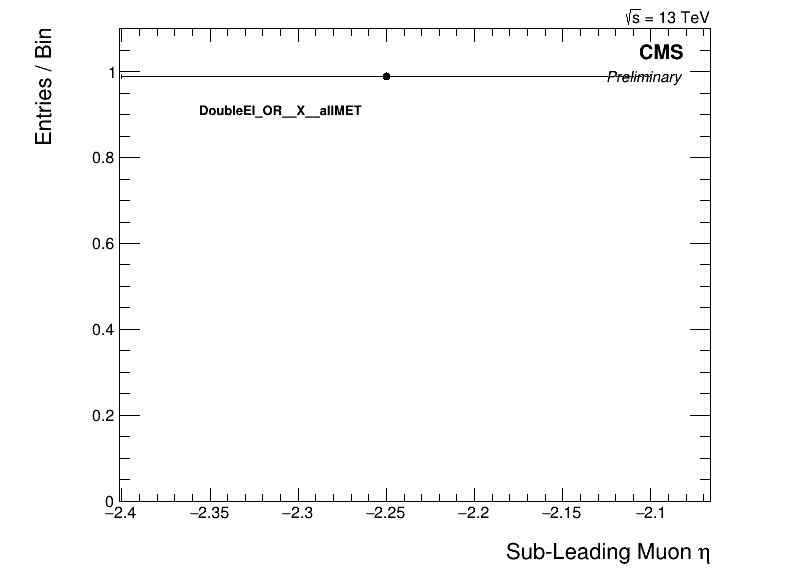 √s = 13 TeV
CMS
Preliminary
DoubleEl_OR__X__allMET
Entries / Bin
1
0.8
0.6
0.4
0.2
0
−2.4 −2.35 −2.3 −2.25 −2.2 −2.15 −2.1
Sub-Leading Muon η